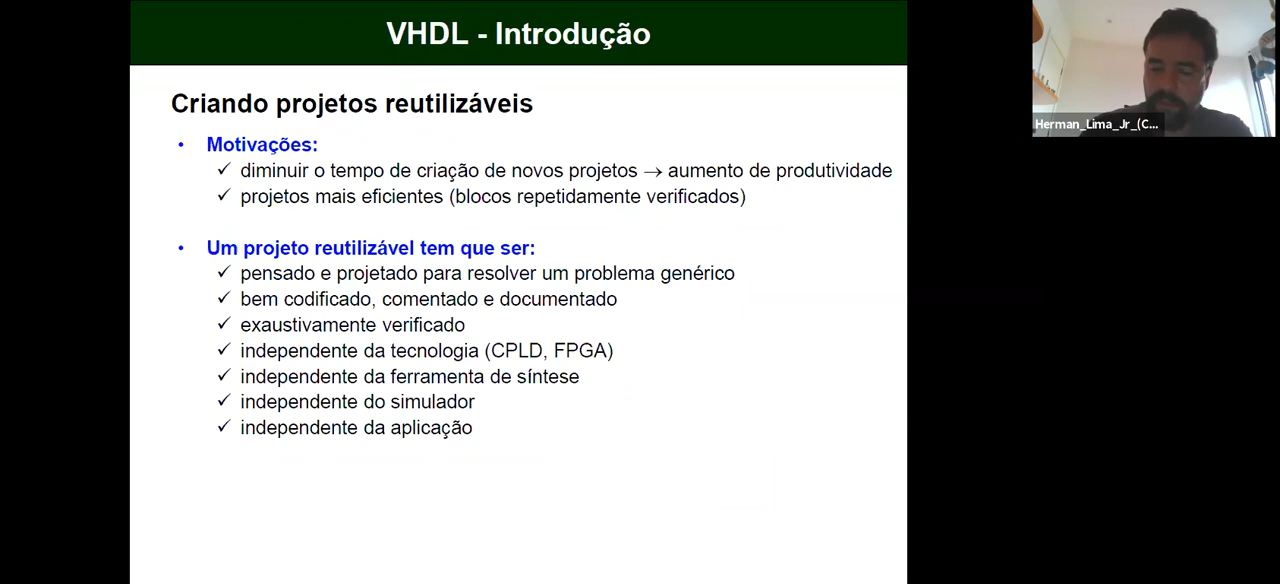 VHDL - Introdução
Herman_Lima_Jr_(C...
Criando projetos reutilizáveis
• Motivações:
✓ diminuir o tempo de criação de novos projetos → aumento de produtividade
✓ projetos mais eficientes (blocos repetidamente verificados)
• Um projeto reutilizável tem que ser:
✓ pensado e projetado para resolver um problema genérico
✓ bem codificado, comentado e documentado
✓ exaustivamente verificado
✓ independente da tecnologia (CPLD, FPGA)
✓ independente da ferramenta de síntese
✓ independente do simulador
✓ independente da aplicação